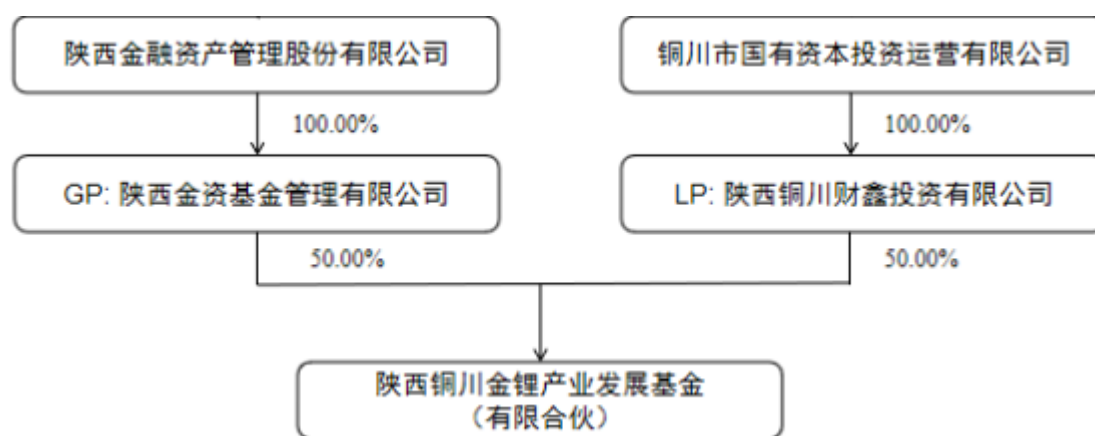 陕西金融资产管理股份有限公司
铜川市国有资本投资运营有限公司
100.00%
100.00%
GP: 陕西金资基金管理有限公司
LP: 陕西铜川财鑫投资有限公司
50.00%
50.00%
陕西铜川金锂产业发展基金
（有限合伙）